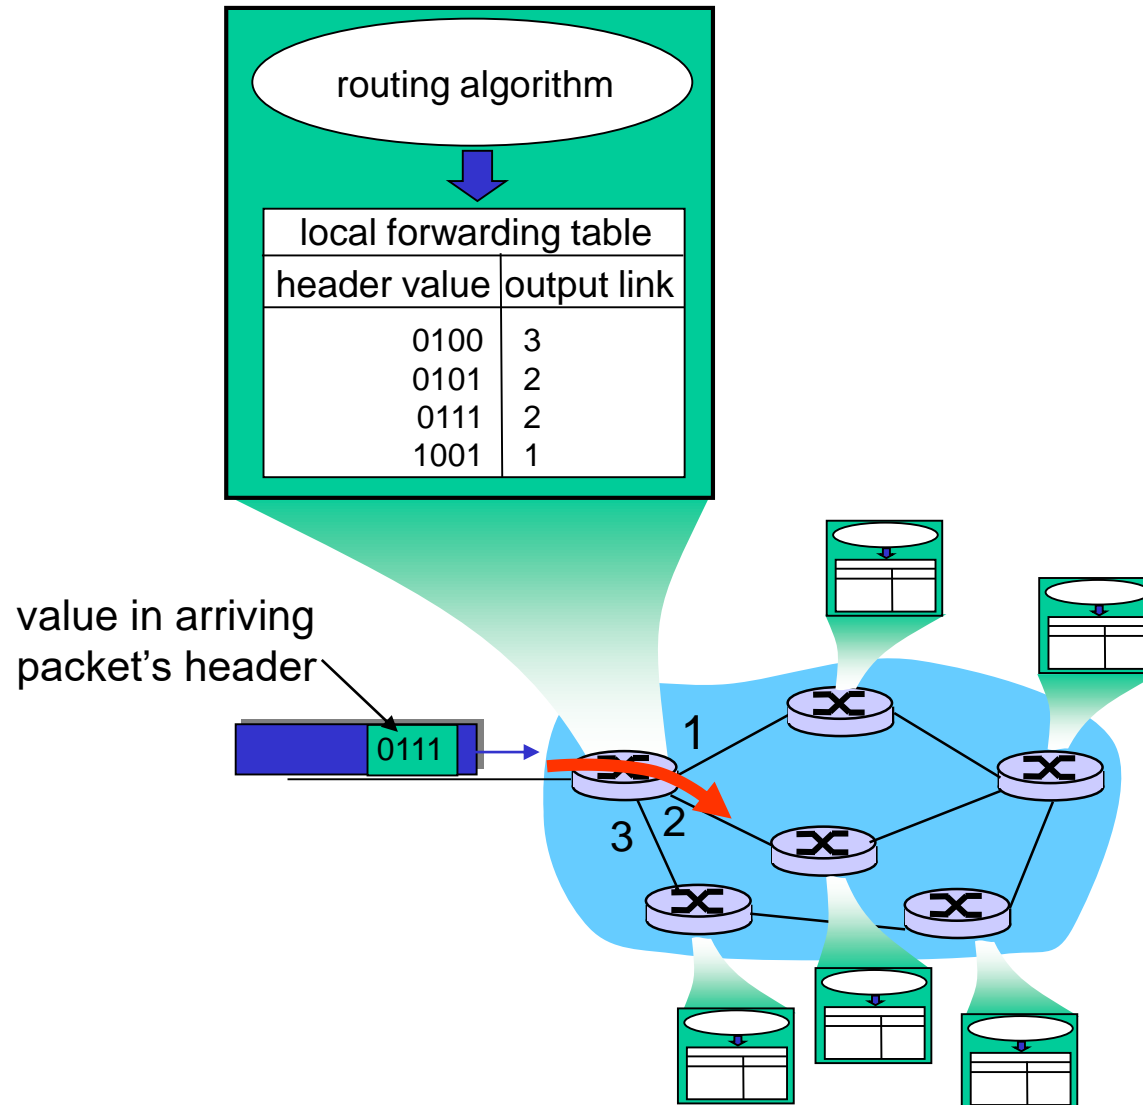 routing algorithm
local forwarding table
header value output link
0100 3
0101 2
0111 2
1001 1
value in arriving
packet's header
0111
1
2
3